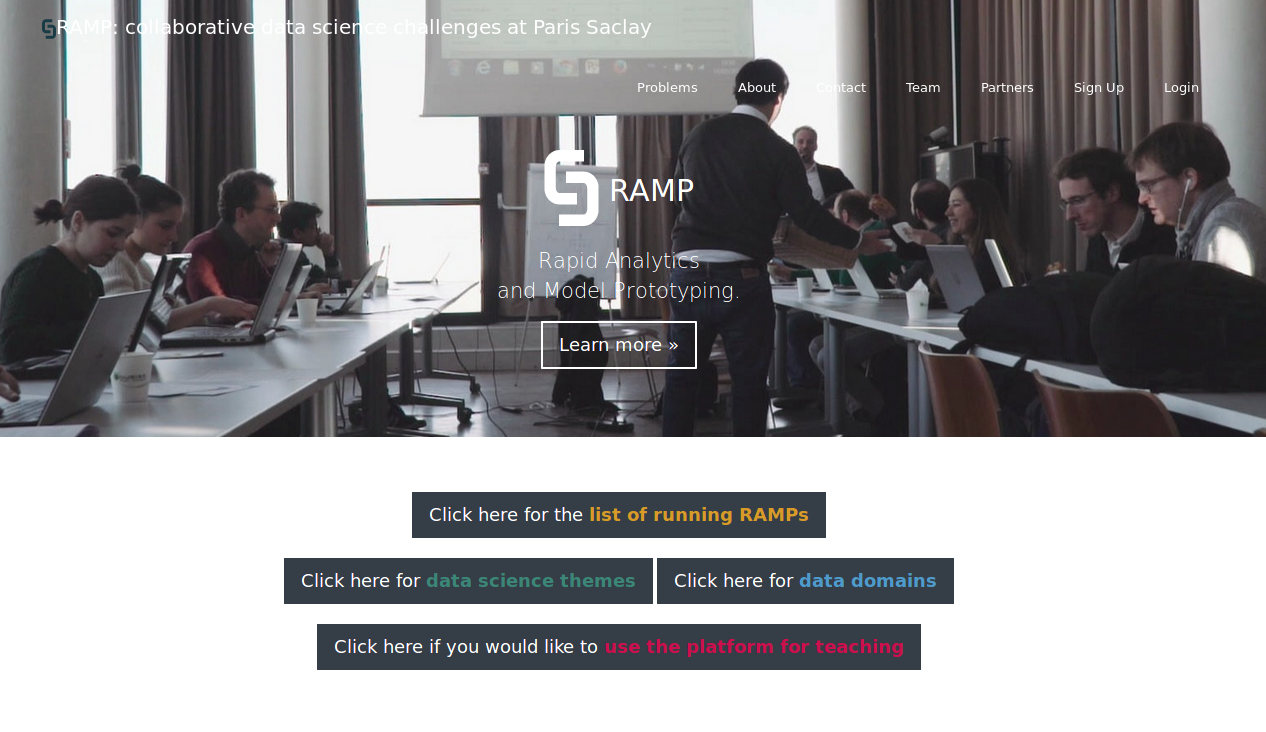 RAMP: collaborative data science challenges at Paris Saclay
Problems About Contact Team Partners Sign Up Login
RAMP
Rapid Analytics
and Model Prototyping.
Learn more »
Click here for the list of running RAMPs
Click here for data science themes Click here for data domains
Click here if you would like to use the platform for teaching